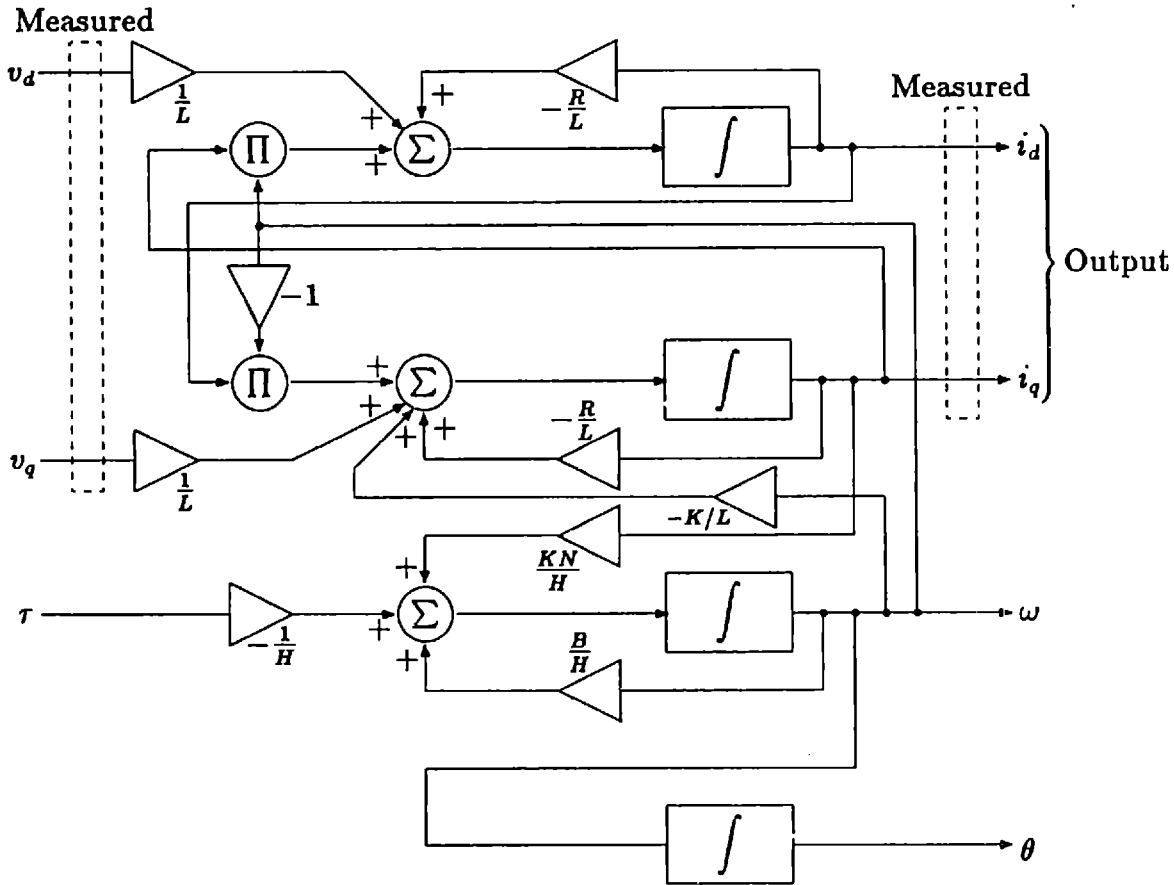 Measured
v_d
1/L
+
+
+
−R/L
Measured
Π
Σ
∫
i_d
Output
−1
Π
+
+
+
+
Σ
∫
i_q
−R/L
v_q
1/L
−K/L
KN/H
τ
−1/H
+
+
+
Σ
∫
ω
B/H
∫
θ